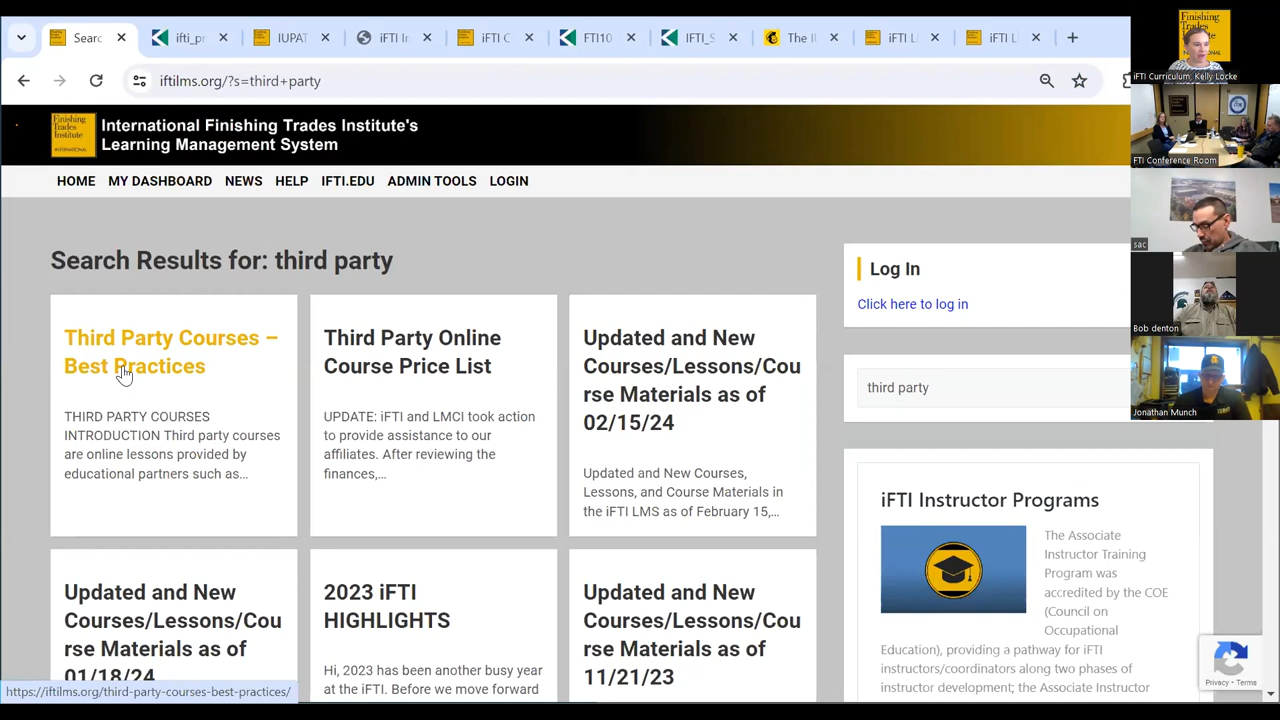 Searc
ifti_pr
IUPAT
iFTI In
iFTI L
FTI10
IFTI_S
The IU
iFTI L
iFTI L
iftilms.org/?s=third+party
Finishing
Trades
Institute
INTERNATIONAL
International Finishing Trades Institute's
Learning Management System
HOME MY DASHBOARD NEWS HELP IFTI.EDU ADMIN TOOLS LOGIN
Search Results for: third party
Third Party Courses –
Best Practices
THIRD PARTY COURSES
INTRODUCTION Third party courses
are online lessons provided by
educational partners such as…
Third Party Online
Course Price List
UPDATE: iFTI and LMCI took action
to provide assistance to our
affiliates. After reviewing the
finances,…
Updated and New
Courses/Lessons/Cou
rse Materials as of
02/15/24
Updated and New Courses,
Lessons, and Course Materials in
the iFTI LMS as of February 15,…
Updated and New
Courses/Lessons/Cou
rse Materials as of
01/18/24
2023 iFTI
HIGHLIGHTS
Hi, 2023 has been another busy year
at the iFTI. Before we move forward
Updated and New
Courses/Lessons/Cou
rse Materials as of
11/21/23
Log In
Click here to log in
third party
iFTI Instructor Programs
The Associate
Instructor Training
Program was
accredited by the COE
(Council on
Occupational
Education), providing a pathway for iFTI
instructors/coordinators along two phases of
instructor development; the Associate Instructor
Privacy - Terms
https://iftilms.org/third-party-courses-best-practices/
Finishing
Trades
iFTI Curriculum, Kelly Locke
FTI Conference Room
sac
Bob denton
Jonathan Munch